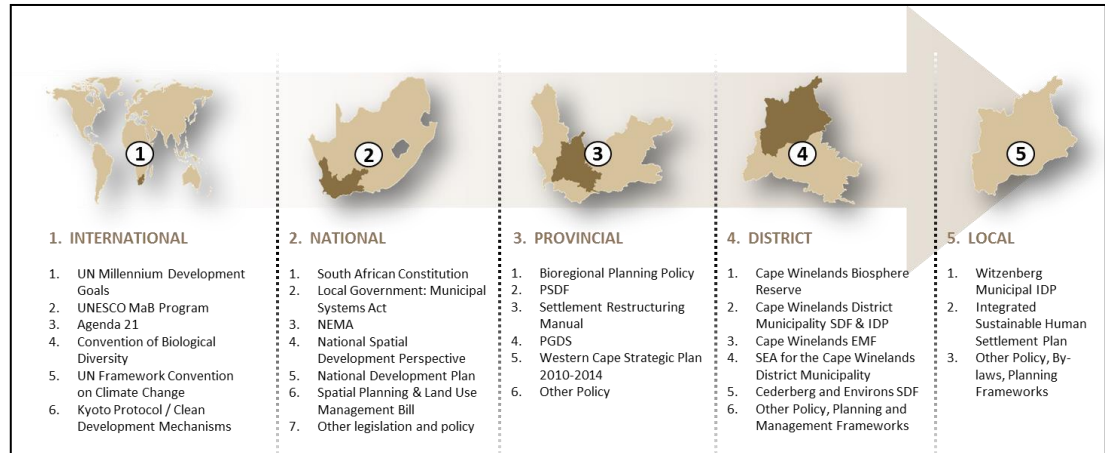 1
2
3
4
5
1. INTERNATIONAL
1. UN Millennium Development
Goals
2. UNESCO MaB Program
3. Agenda 21
4. Convention of Biological
Diversity
5. UN Framework Convention
on Climate Change
6. Kyoto Protocol / Clean
Development Mechanisms
2. NATIONAL
1. South African Constitution
2. Local Government: Municipal
Systems Act
3. NEMA
4. National Spatial
Development Perspective
5. National Development Plan
6. Spatial Planning & Land Use
Management Bill
7. Other legislation and policy
3. PROVINCIAL
1. Bioregional Planning Policy
2. PSDF
3. Settlement Restructuring
Manual
4. PGDS
5. Western Cape Strategic Plan
2010-2014
6. Other Policy
4. DISTRICT
1. Cape Winelands Biosphere
Reserve
2. Cape Winelands District
Municipality SDF & IDP
3. Cape Winelands EMF
4. SEA for the Cape Winelands
District Municipality
5. Cederberg and Environs SDF
6. Other Policy, Planning and
Management Frameworks
5. LOCAL
1. Witzenberg
Municipal IDP
2. Integrated
Sustainable Human
Settlement Plan
3. Other Policy, By-
laws, Planning
Frameworks